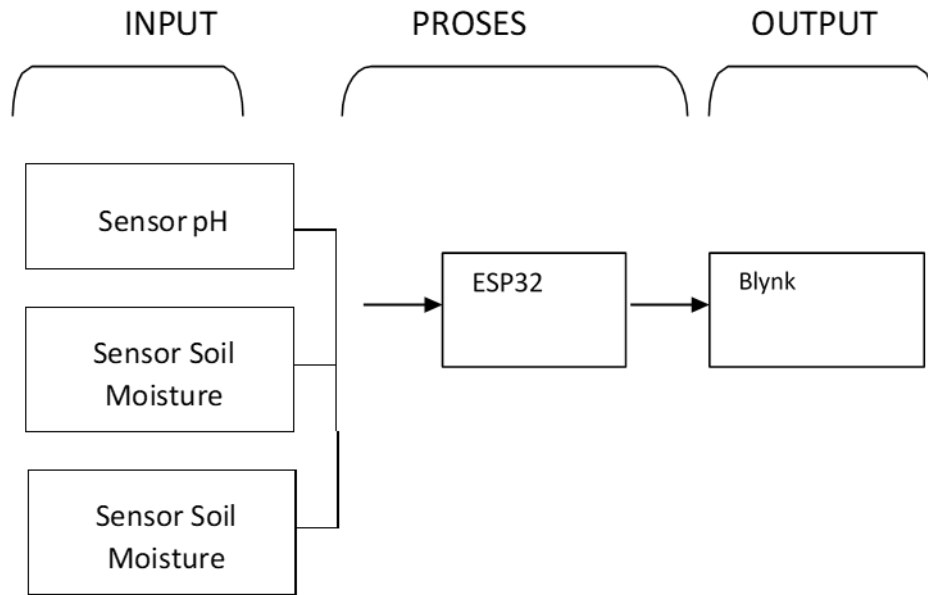 INPUT
PROSES
OUTPUT
Sensor pH
Sensor Soil
Moisture
Sensor Soil
Moisture
ESP32
Blynk